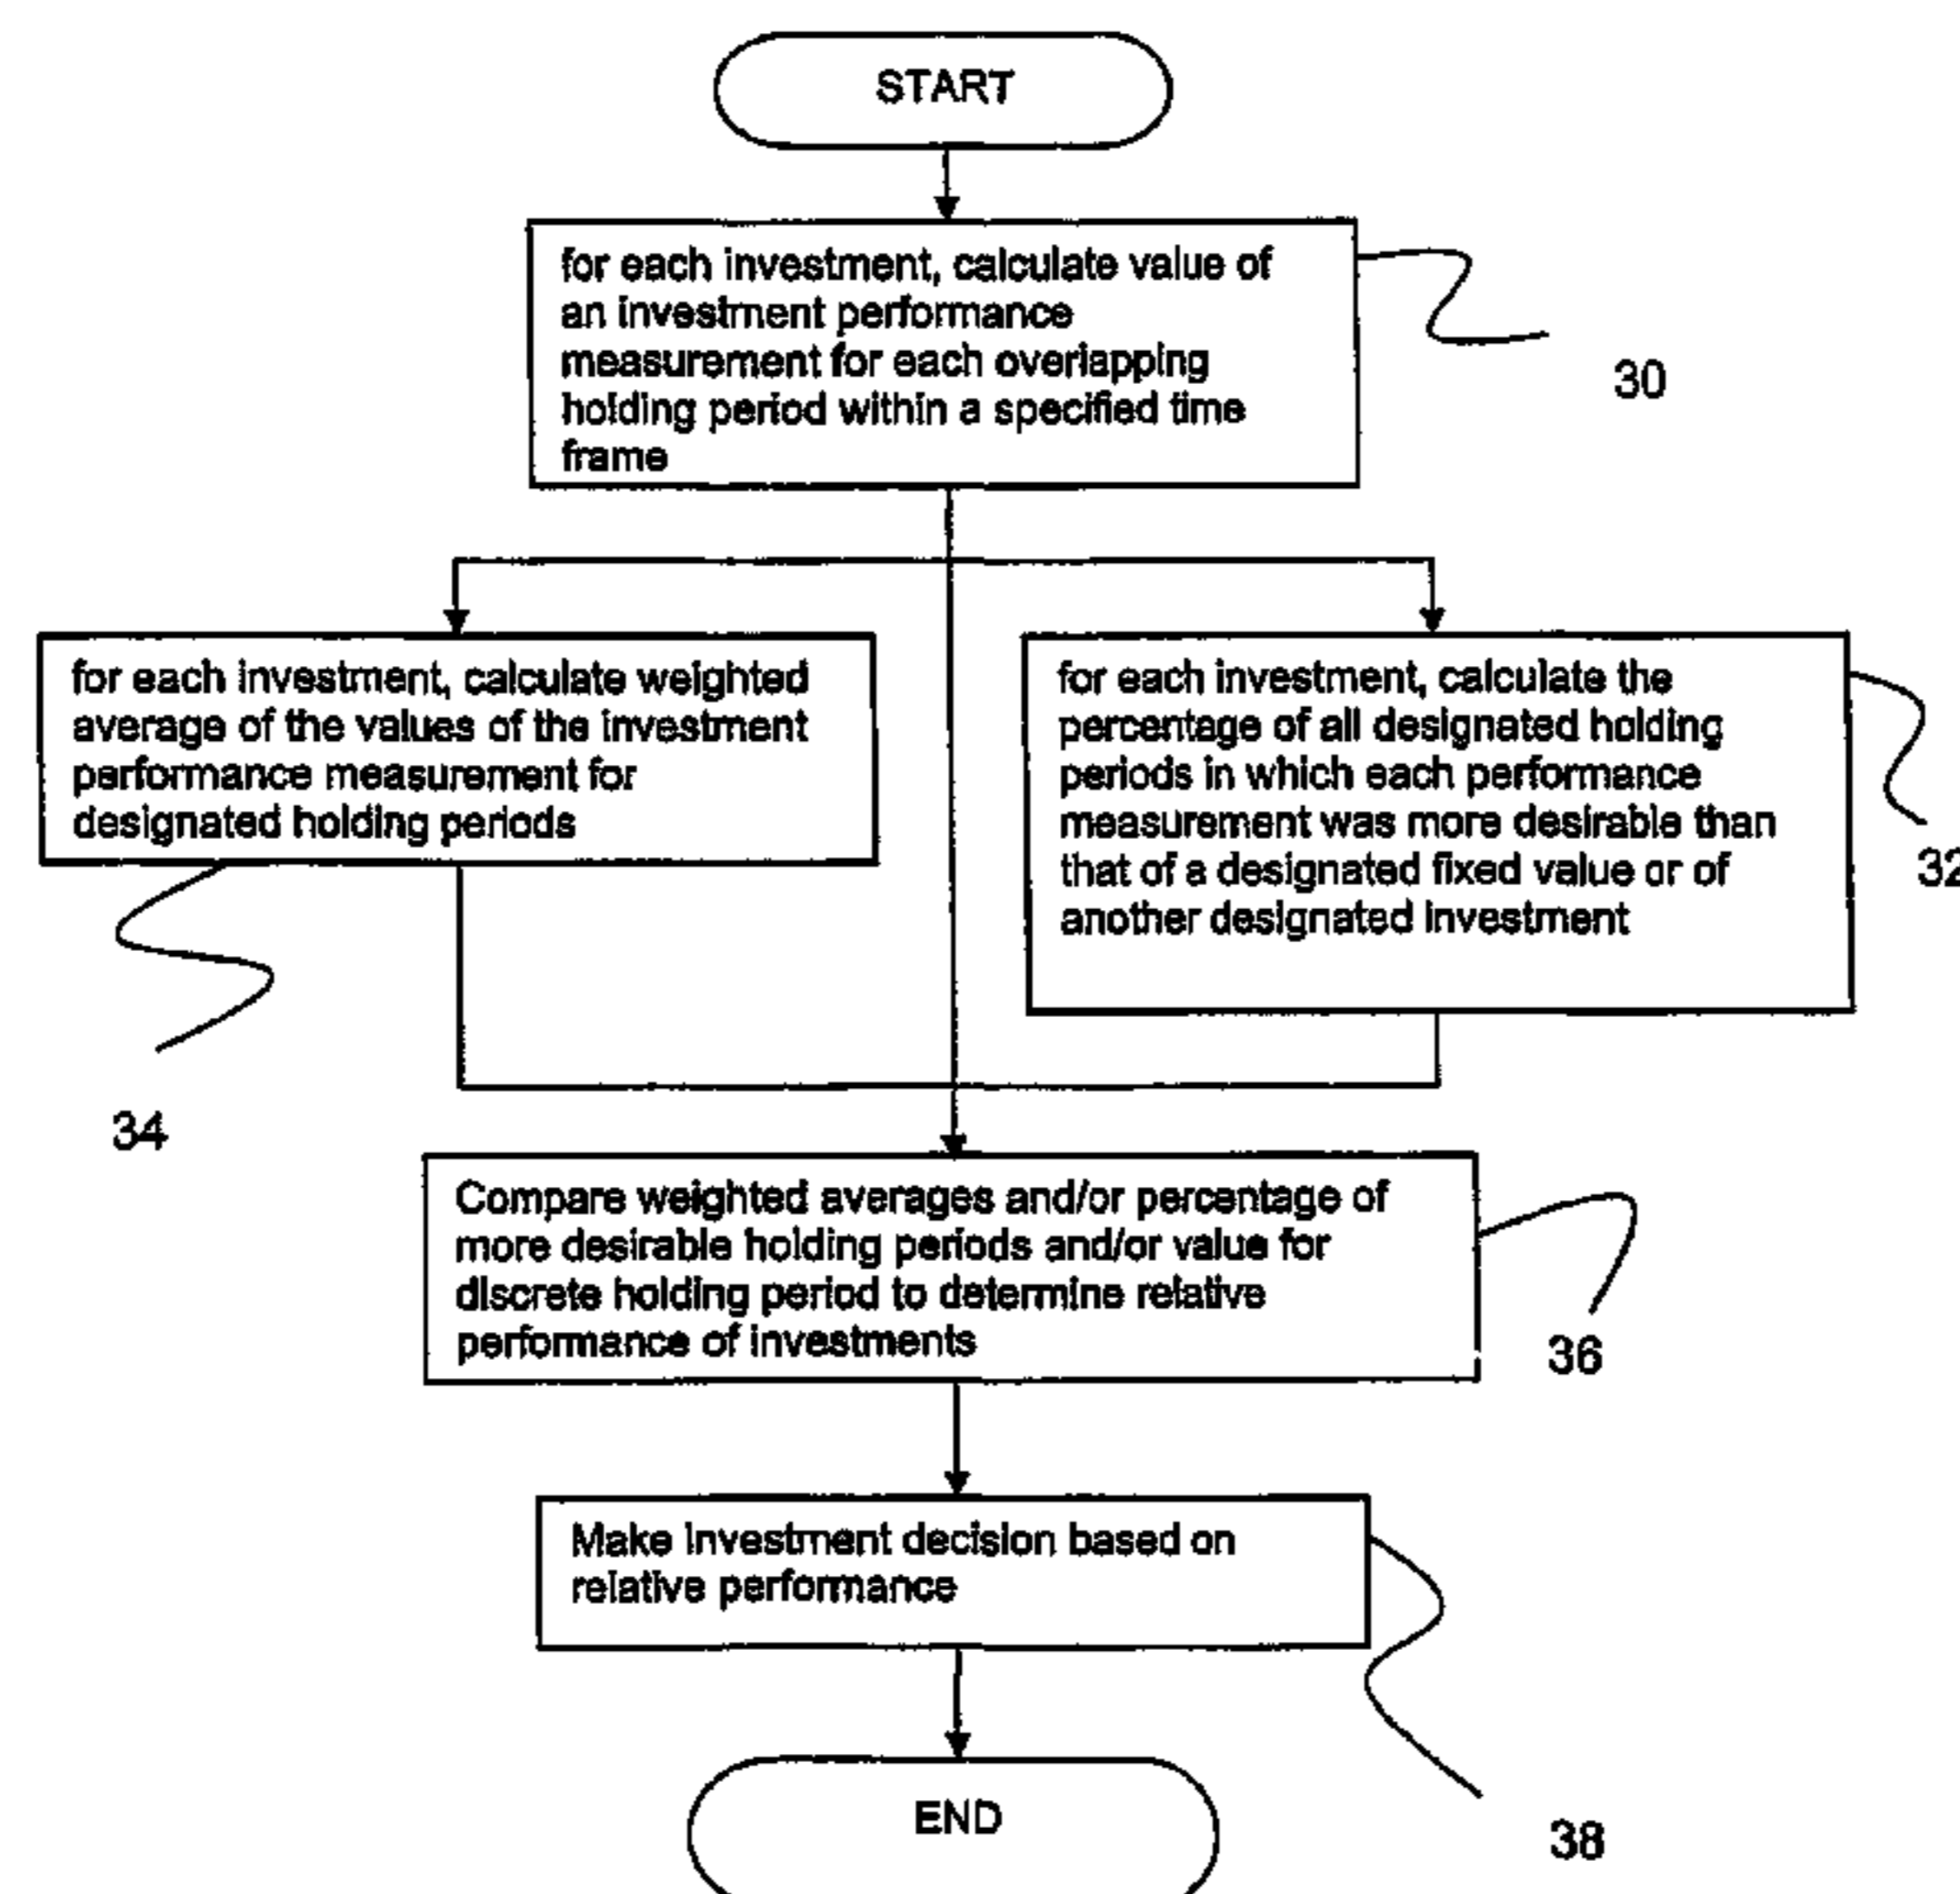 START
for each investment, calculate value of
an investment performance
measurement for each overlapping
holding period within a specified time
frame
30
for each investment, calculate weighted
average of the values of the investment
performance measurement for
designated holding periods
for each investment, calculate the
percentage of all designated holding
periods in which each performance
measurement was more desirable than
that of a designated fixed value or of
another designated investment
32
34
Compare weighted averages and/or percentage of
more desirable holding periods and/or value for
discrete holding period to determine relative
performance of investments
36
Make investment decision based on
relative performance
END
38